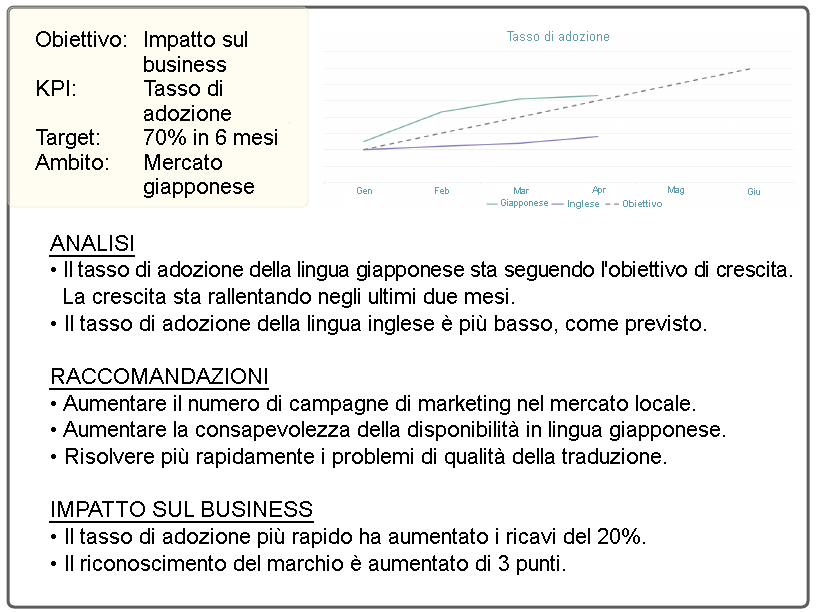 Obiettivo: Impatto sul
business
KPI: Tasso di
adozione
Target: 70% in 6 mesi
Ambito: Mercato
giapponese
Tasso di adozione
Gen Feb Mar Apr Mag Giu
Giapponese Inglese Obiettivo
ANALISI
• Il tasso di adozione della lingua giapponese sta seguendo l'obiettivo di crescita.
La crescita sta rallentando negli ultimi due mesi.
• Il tasso di adozione della lingua inglese è più basso, come previsto.
RACCOMANDAZIONI
• Aumentare il numero di campagne di marketing nel mercato locale.
• Aumentare la consapevolezza della disponibilità in lingua giapponese.
• Risolvere più rapidamente i problemi di qualità della traduzione.
IMPATTO SUL BUSINESS
• Il tasso di adozione più rapido ha aumentato i ricavi del 20%.
• Il riconoscimento del marchio è aumentato di 3 punti.